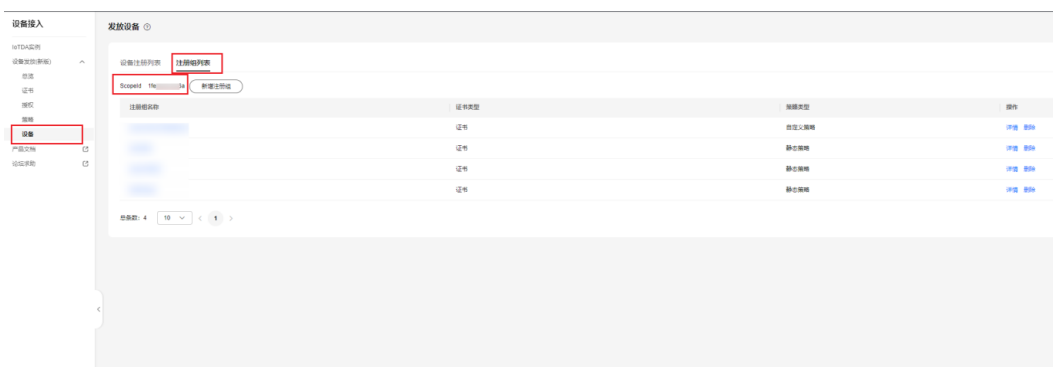 设备接入
发放设备
IoTDA实例
设备发放(新版)
总览
证书
授权
策略
设备
产品文档
论坛求助
设备注册列表 注册组列表
ScopeId 1fe 新增注册组
注册组名称 证书类型 策略类型 操作
证书 自定义策略 详情 删除
证书 静态策略 详情 删除
证书 静态策略 详情 删除
证书 静态策略 详情 删除
总条数: 4 10 < 1 >